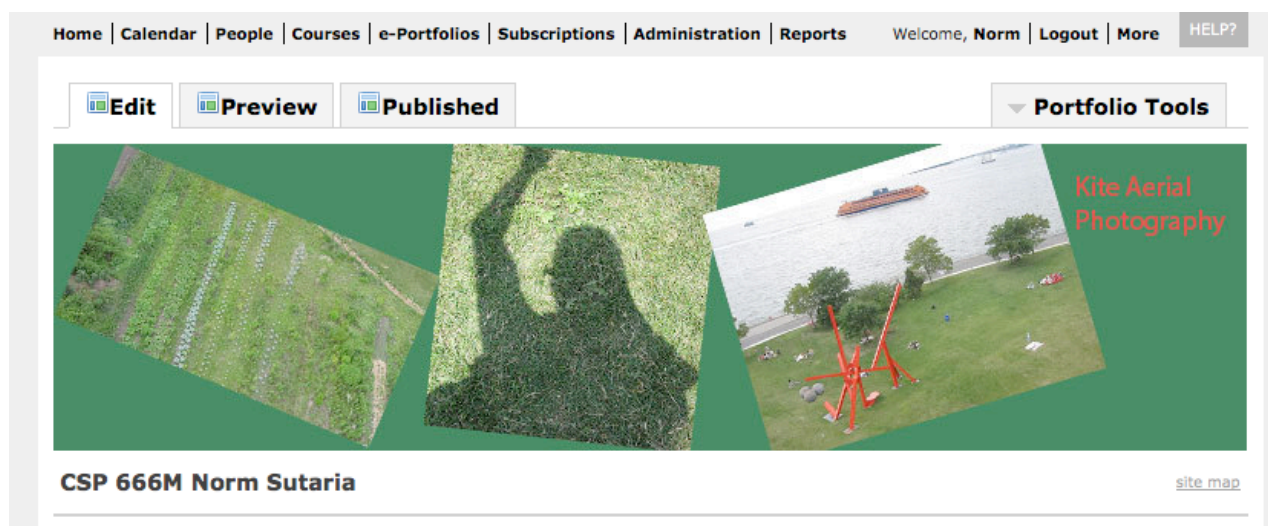 Home | Calendar | People | Courses | e-Portfolios | Subscriptions | Administration | Reports Welcome, Norm | Logout | More HELP?
Edit Preview Published Portfolio Tools
Kite Aerial
Photography
CSP 666M Norm Sutaria site map